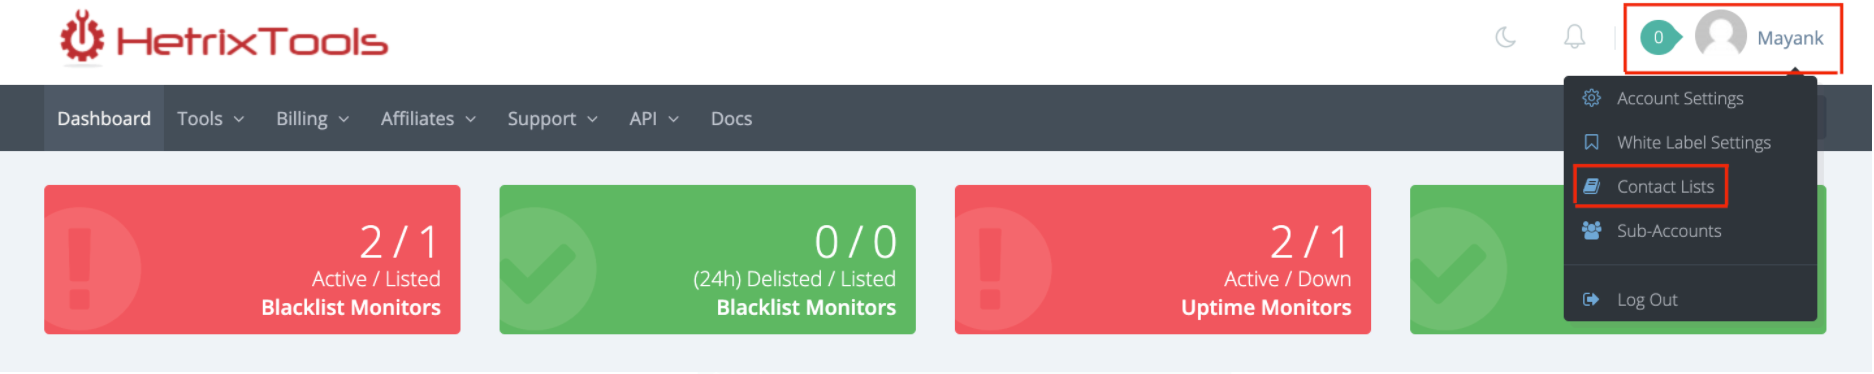 HetrixTools
0
Mayank
Dashboard Tools Billing Affiliates Support API Docs
Account Settings
White Label Settings
Contact Lists
Sub-Accounts
Log Out
2 / 1
Active / Listed
Blacklist Monitors
0 / 0
(24h) Delisted / Listed
Blacklist Monitors
2 / 1
Active / Down
Uptime Monitors